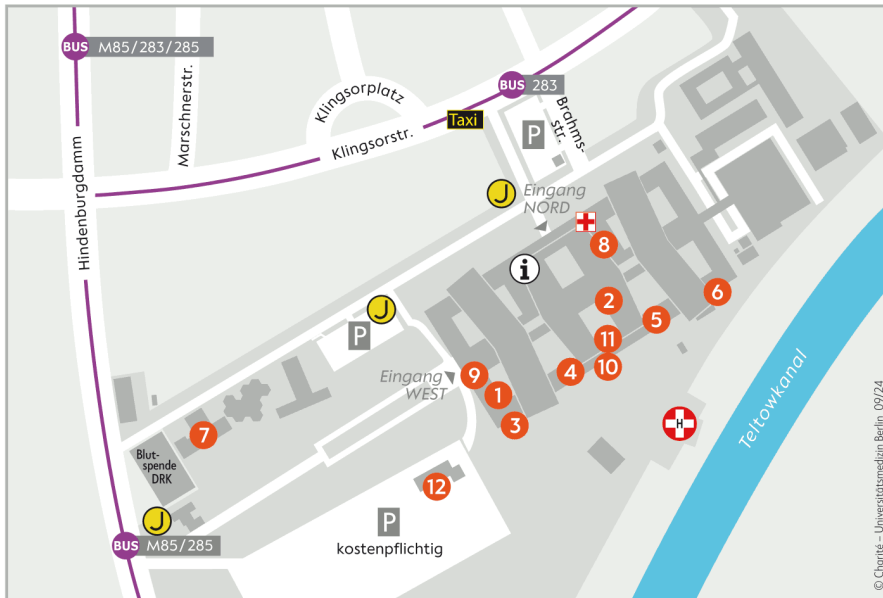 BUS M85/283/285
Marschnerstr.
Klingsorplatz
BUS 283
Brahms-
str.
Taxi
P
Klingsorstr.
Hindenburgdamm
J
Eingang
NORD
8
i
2
6
J
P
5
11
Eingang
WEST
9
4
10
1
3
H
Teltowkanal
7
Blut-
spende
DRK
12
J
P
kostenpflichtig
BUS M85/285
© Charité – Universitätsmedizin Berlin 09/24